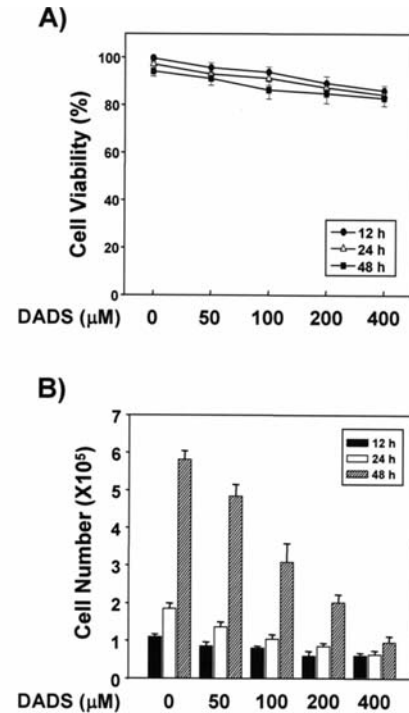 A)
100
80
60
40
20
0
Cell Viability (%)
12 h
24 h
48 h
DADS (μM) 0 50 100 200 400
B)
7
6
5
4
3
2
1
0
Cell Number (X10⁵)
12 h
24 h
48 h
DADS (μM) 0 50 100 200 400